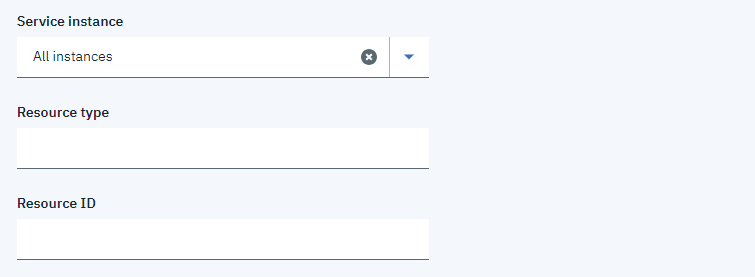 Service instance
All instances
Resource type
Resource ID